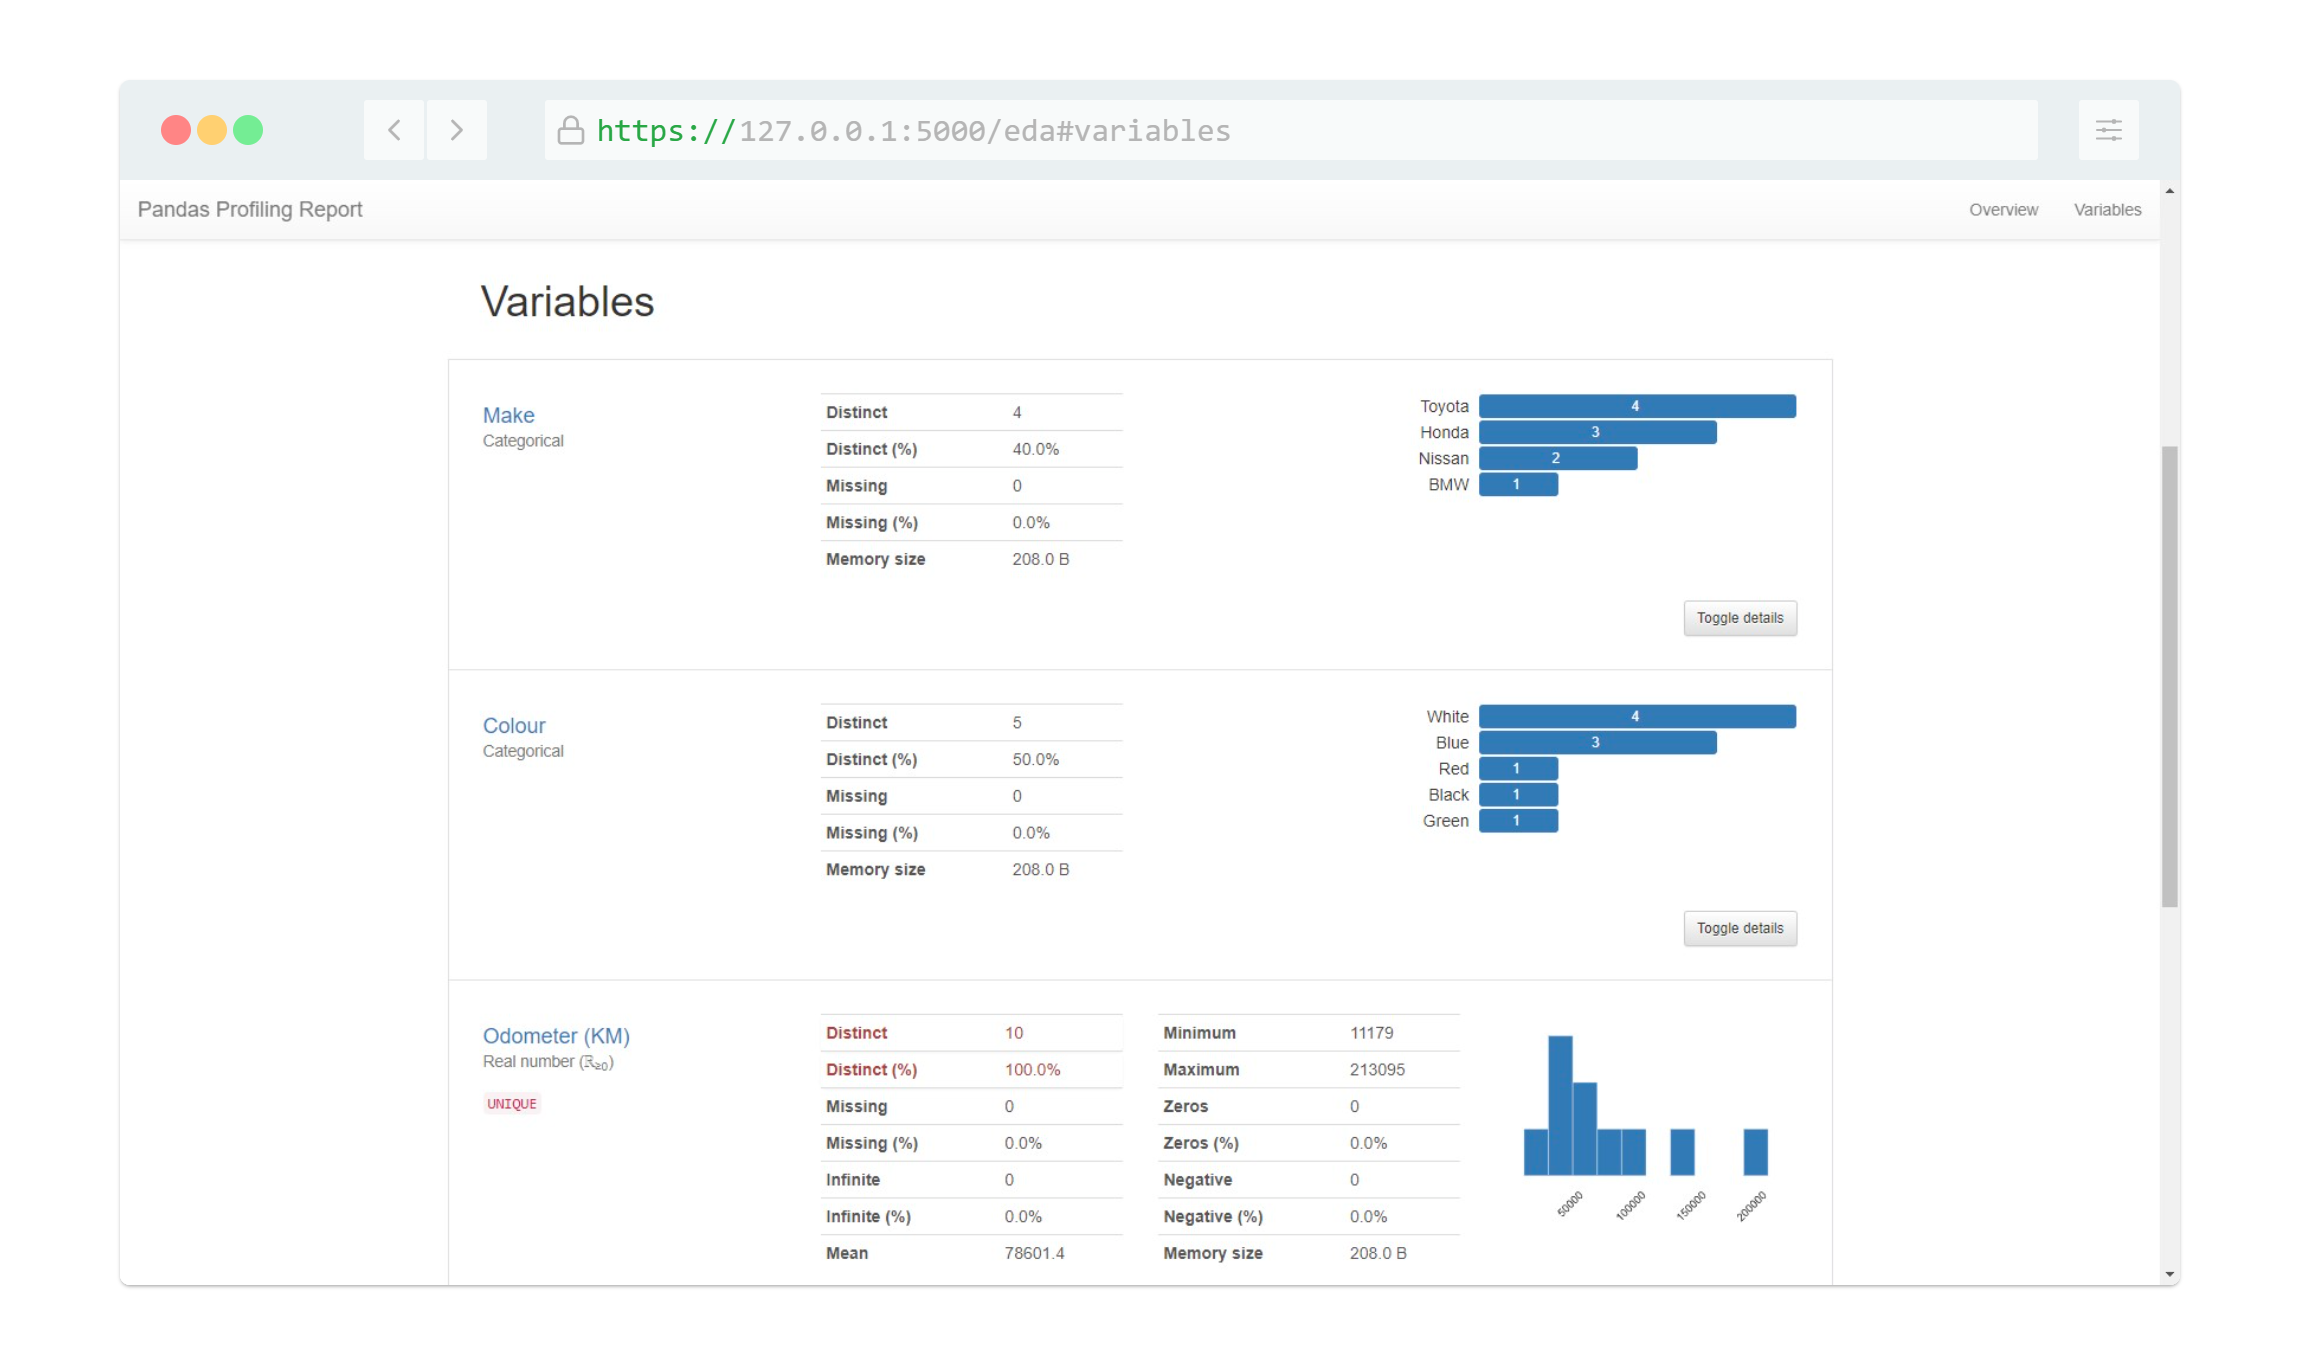 https://127.0.0.1:5000/eda#variables
Pandas Profiling Report
Overview
Variables
Variables
Make
Categorical
Distinct 4
Distinct (%) 40.0%
Missing 0
Missing (%) 0.0%
Memory size 208.0 B
Toyota 4
Honda 3
Nissan 2
BMW 1
Toggle details
Colour
Categorical
Distinct 5
Distinct (%) 50.0%
Missing 0
Missing (%) 0.0%
Memory size 208.0 B
White 4
Blue 3
Red 1
Black 1
Green 1
Toggle details
Odometer (KM)
Real number (ℝ≥0)
UNIQUE
Distinct 10
Distinct (%) 100.0%
Missing 0
Missing (%) 0.0%
Infinite 0
Infinite (%) 0.0%
Mean 78601.4
Minimum 11179
Maximum 213095
Zeros 0
Zeros (%) 0.0%
Negative 0
Negative (%) 0.0%
Memory size 208.0 B
50000
100000
150000
200000